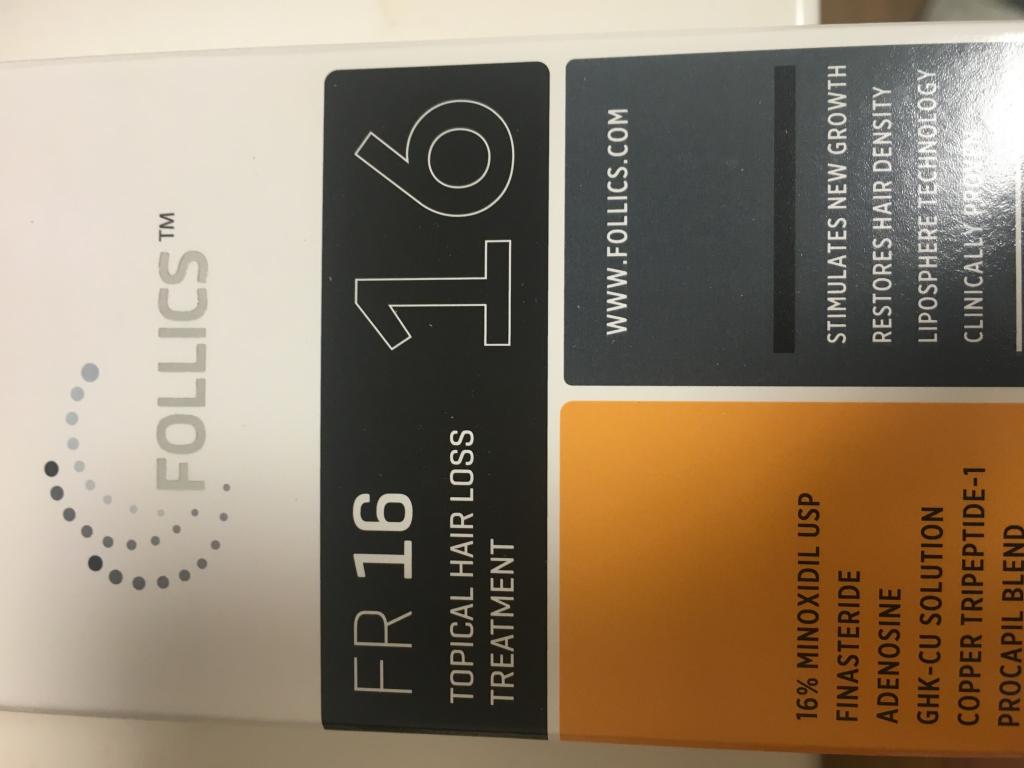 FOLLICS™
FR 16
TOPICAL HAIR LOSS
TREATMENT
16
16% MINOXIDIL USP
FINASTERIDE
ADENOSINE
GHK-CU SOLUTION
COPPER TRIPEPTIDE-1
PROCAPIL BLEND
WWW.FOLLICS.COM
STIMULATES NEW GROWTH
RESTORES HAIR DENSITY
LIPOSPHERE TECHNOLOGY
CLINICALLY